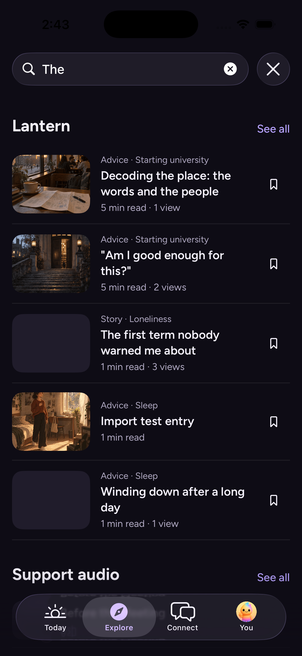 2:43
The
Lantern
See all
Advice · Starting university
Decoding the place: the
words and the people
5 min read · 1 view
Advice · Starting university
"Am I good enough for
this?"
5 min read · 2 views
Story · Loneliness
The first term nobody
warned me about
1 min read · 3 views
Advice · Sleep
Import test entry
1 min read
Advice · Sleep
Winding down after a long
day
1 min read · 1 view
Support audio
See all
Today
Explore
Connect
You